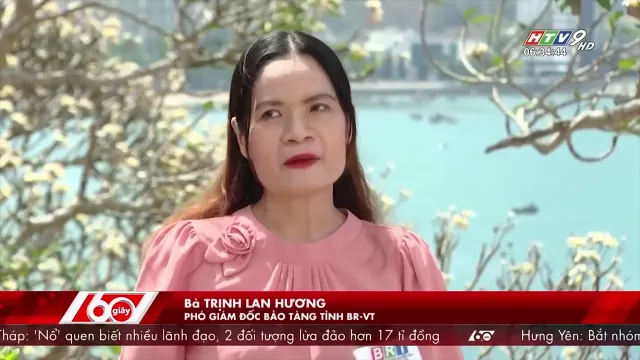 HTV9 HD
06:34:44
Bà TRỊNH LAN HƯƠNG
PHÓ GIÁM ĐỐC BẢO TÀNG TỈNH BR-VT
60 giây
BRT
Tháp: 'Nổ' quen biết nhiều lãnh đạo, 2 đối tượng lừa đảo hơn 17 tỉ đồng
60
Hưng Yên: Bắt nhó